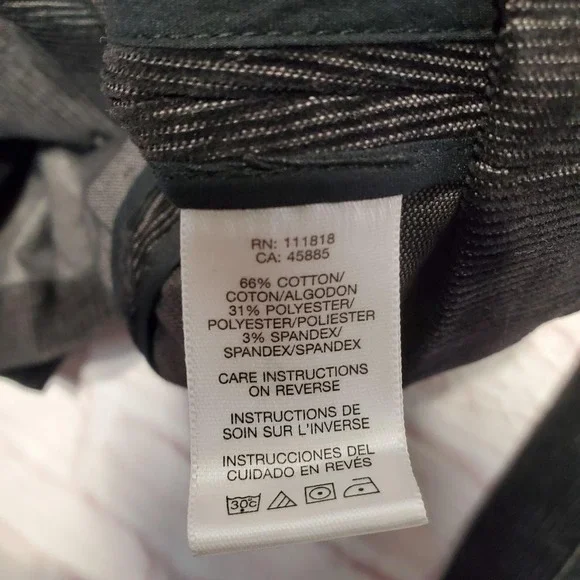 RN: 111818
CA: 45885
66% COTTON/
COTON/ALGODON
31% POLYESTER/
POLYESTER/POLIESTER
3% SPANDEX/
SPANDEX/SPANDEX
CARE INSTRUCTIONS
ON REVERSE
INSTRUCTIONS DE
SOIN SUR L'INVERSE
INSTRUCCIONES DEL
CUIDADO EN REVÉS
30c